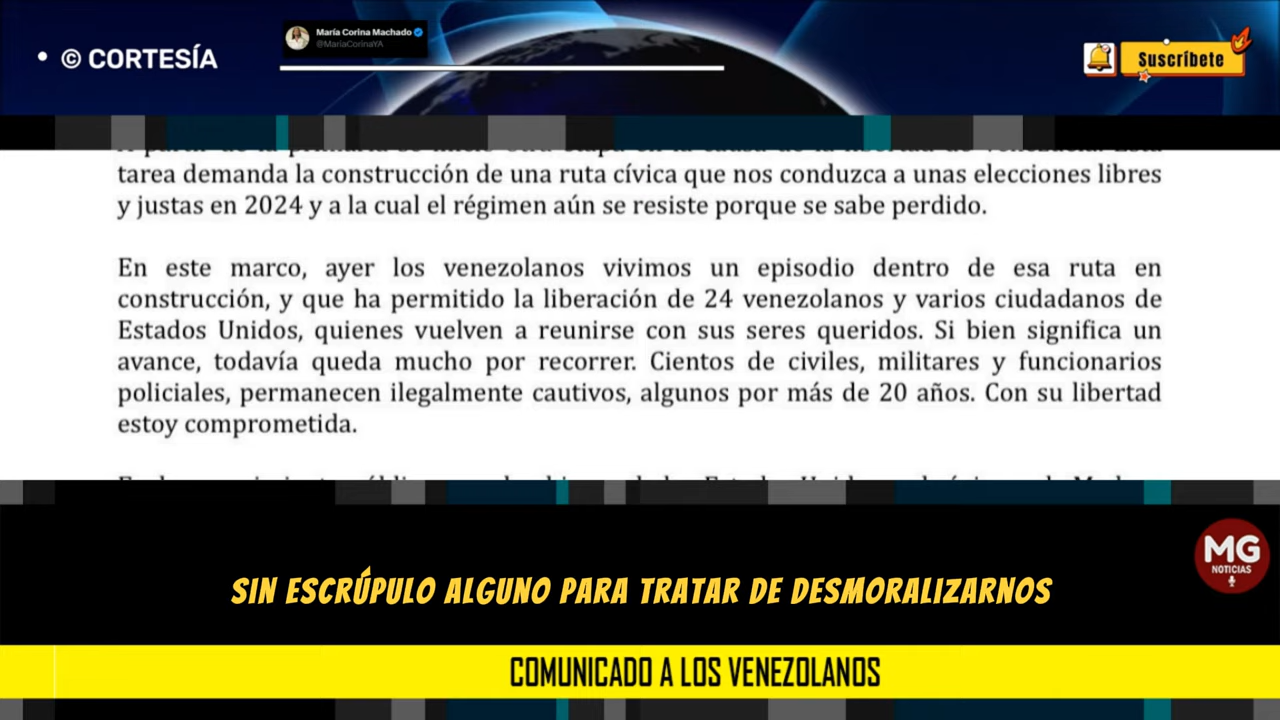 • © CORTESÍA
María Corina Machado
@MariaCorinaYA
Suscríbete
tarea demanda la construcción de una ruta cívica que nos conduzca a unas elecciones libres
y justas en 2024 y a la cual el régimen aún se resiste porque se sabe perdido.
En este marco, ayer los venezolanos vivimos un episodio dentro de esa ruta en
construcción, y que ha permitido la liberación de 24 venezolanos y varios ciudadanos de
Estados Unidos, quienes vuelven a reunirse con sus seres queridos. Si bien significa un
avance, todavía queda mucho por recorrer. Cientos de civiles, militares y funcionarios
policiales, permanecen ilegalmente cautivos, algunos por más de 20 años. Con su libertad
estoy comprometida.
MG
NOTICIAS
SIN ESCRÚPULO ALGUNO PARA TRATAR DE DESMORALIZARNOS
COMUNICADO A LOS VENEZOLANOS